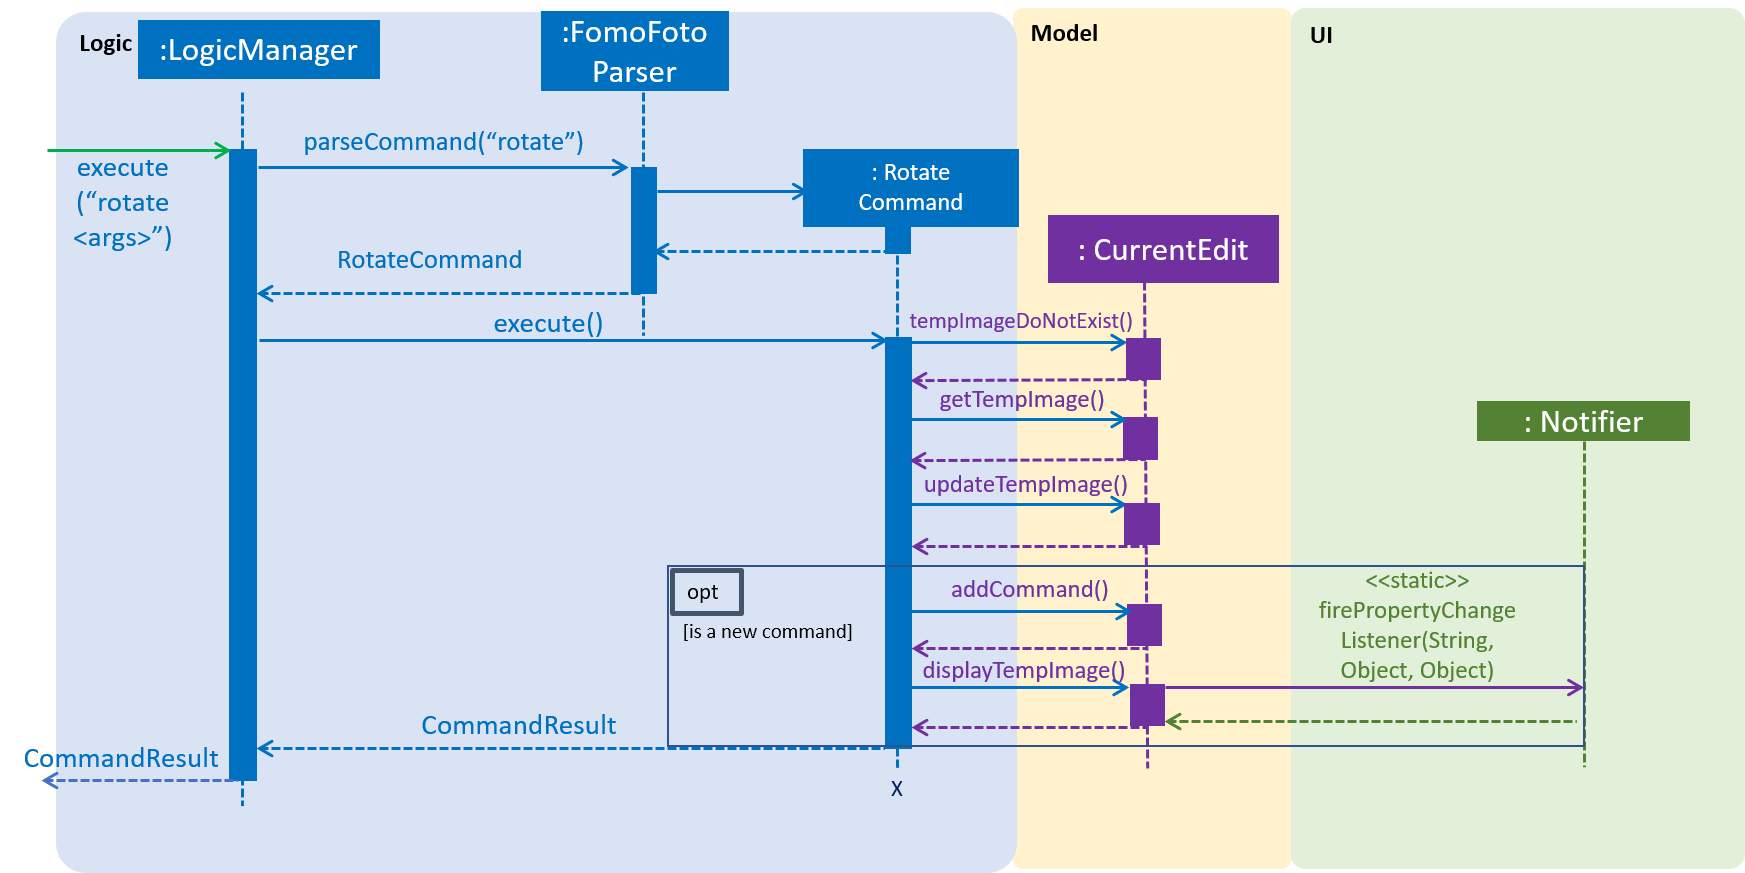 Logic
:LogicManager
:FomoFoto
Parser
Model
UI
parseCommand(“rotate”)
execute
(“rotate
<args>”)
: Rotate
Command
: CurrentEdit
RotateCommand
execute()
tempImageDoNotExist()
getTempImage()
: Notifier
updateTempImage()
opt
[is a new command]
addCommand()
<<static>>
firePropertyChange
Listener(String,
Object, Object)
displayTempImage()
CommandResult
CommandResult
X